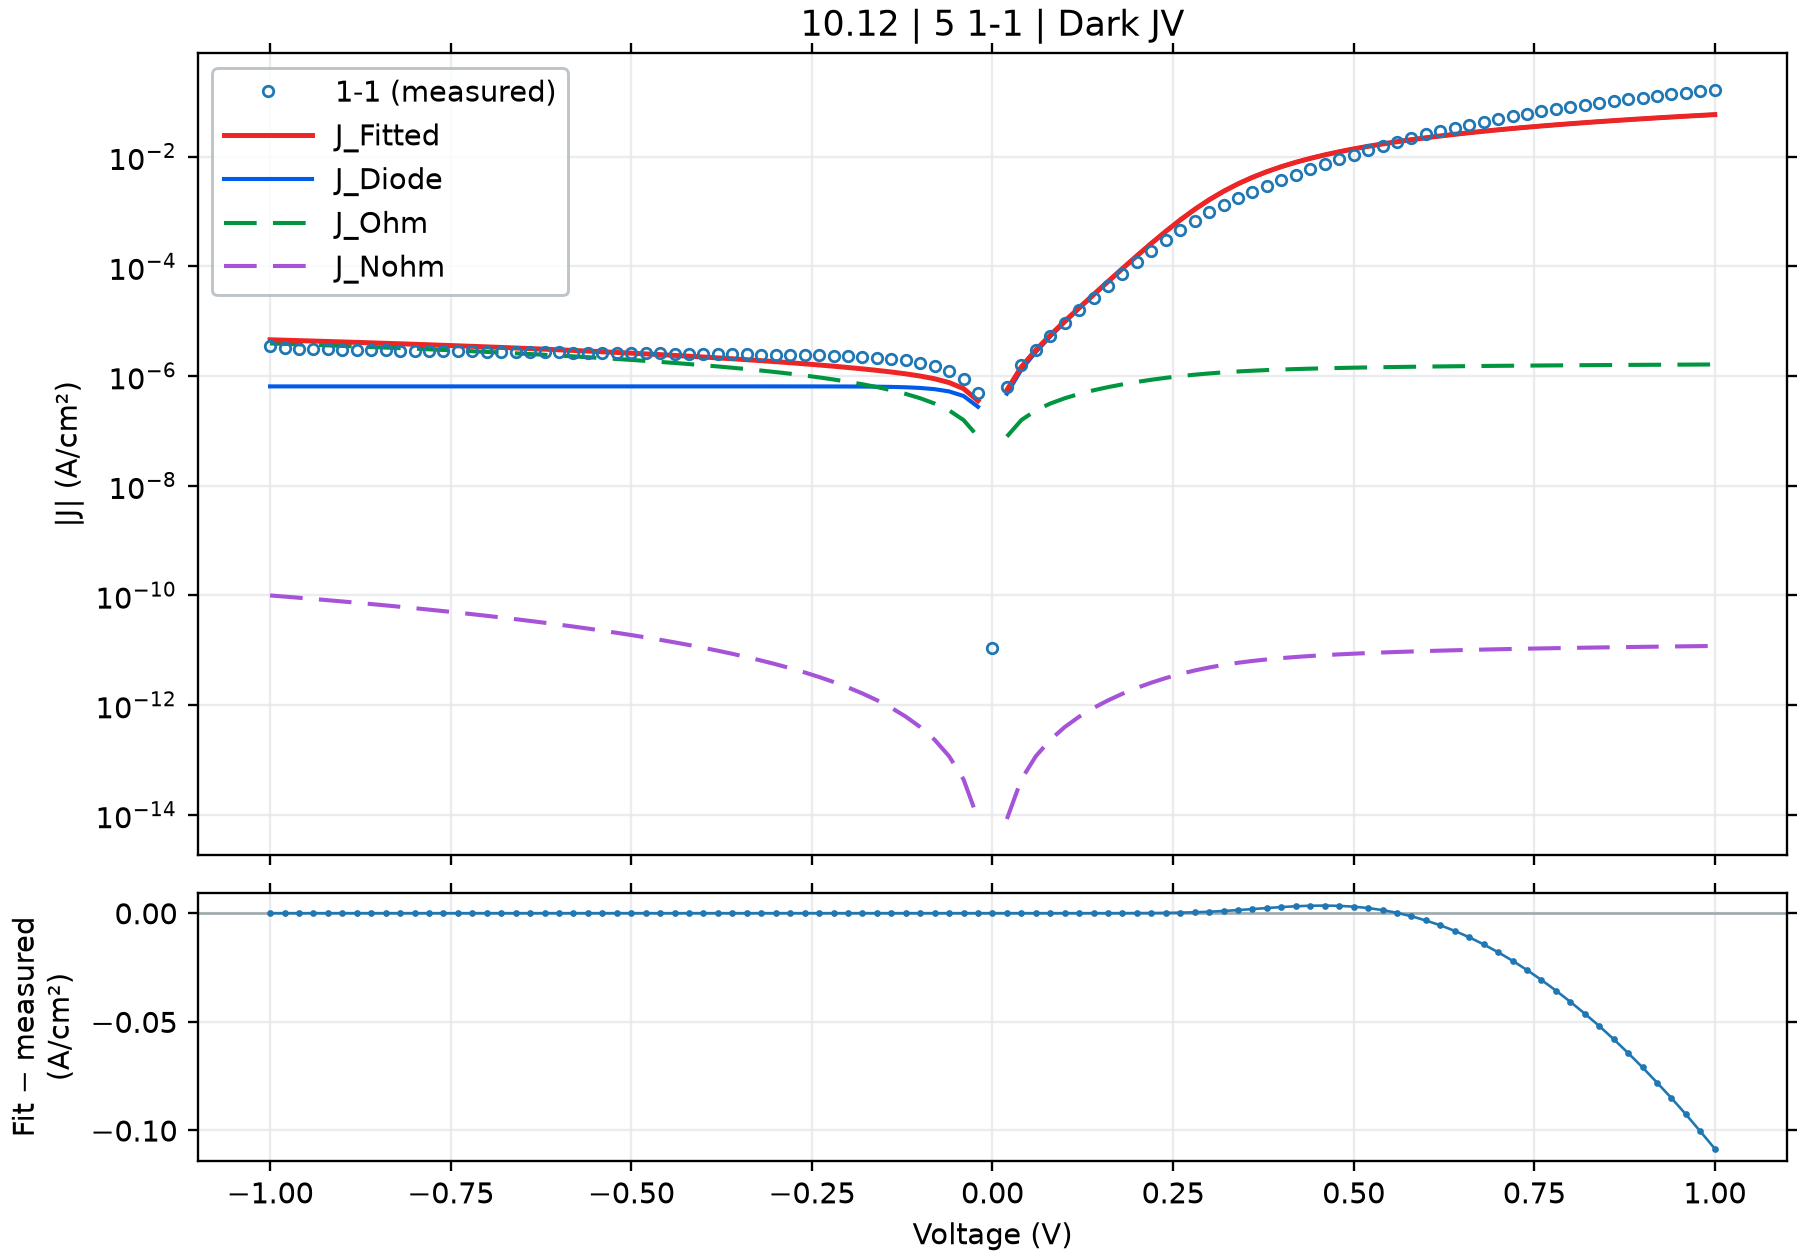 10.12 | 5 1-1 | Dark JV
1-1 (measured)
J_Fitted
J_Diode
J_Ohm
J_Nohm
|J| (A/cm²)
10⁻²
10⁻⁴
10⁻⁶
10⁻⁸
10⁻¹⁰
10⁻¹²
10⁻¹⁴
Fit − measured
(A/cm²)
0.00
−0.05
−0.10
−1.00 −0.75 −0.50 −0.25 0.00 0.25 0.50 0.75 1.00
Voltage (V)